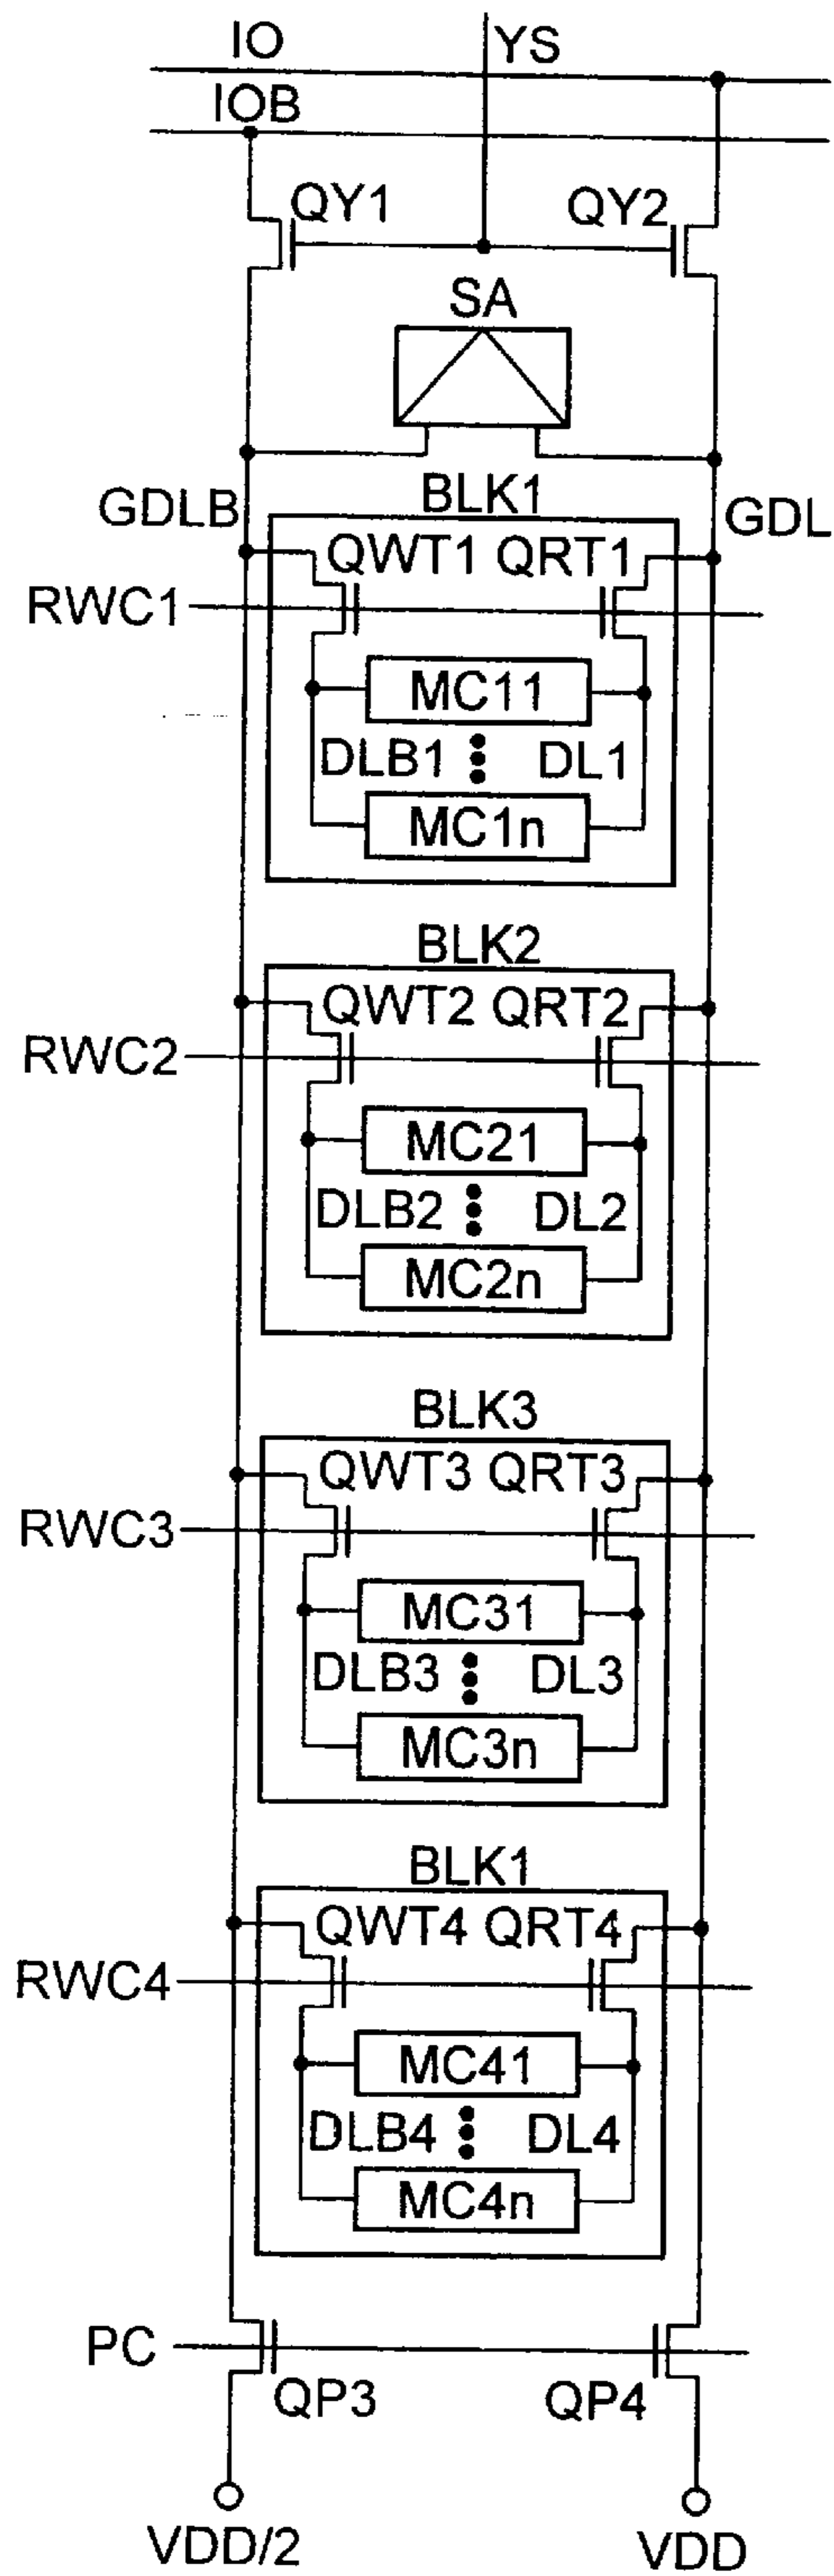 IO
YS
IOB
QY1
QY2
SA
GDLB
BLK1
GDL
QWT1 QRT1
RWC1
MC11
DLB1
DL1
MC1n
BLK2
QWT2 QRT2
RWC2
MC21
DLB2
DL2
MC2n
BLK3
QWT3 QRT3
RWC3
MC31
DLB3
DL3
MC3n
BLK1
QWT4 QRT4
RWC4
MC41
DLB4
DL4
MC4n
PC
QP3
QP4
VDD/2
VDD